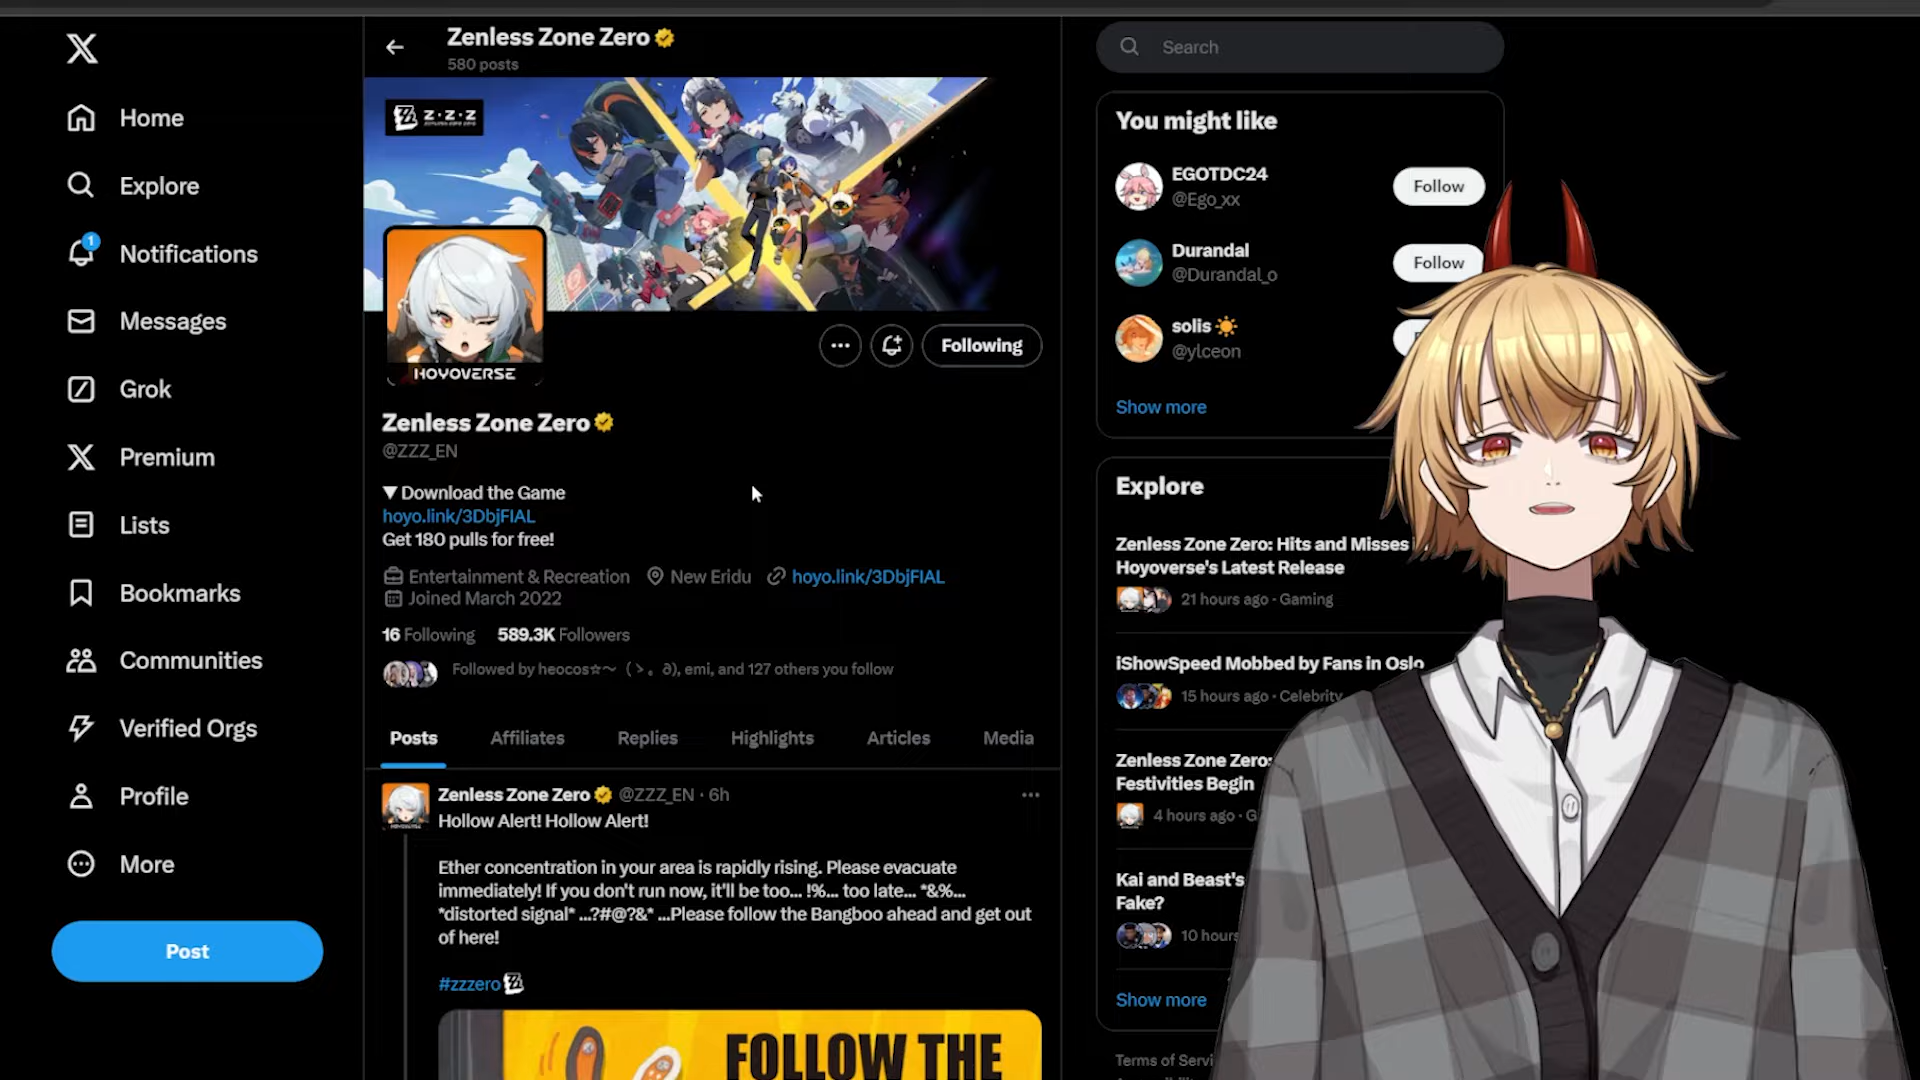 Home
Explore
1
Notifications
Messages
Grok
Premium
Lists
Bookmarks
Communities
Verified Orgs
Profile
More
Post
Zenless Zone Zero
580 posts
Z·Z·Z
HOYOVERSE
Following
Zenless Zone Zero
@ZZZ_EN
▼Download the Game
hoyo.link/3DbjFIAL
Get 180 pulls for free!
Entertainment & Recreation New Eridu hoyo.link/3DbjFIAL
Joined March 2022
16 Following 589.3K Followers
Followed by heocos☆〜 （ゝ。∂), emi, and 127 others you follow
Posts Affiliates Replies Highlights Articles Media
Zenless Zone Zero @ZZZ_EN · 6h
Hollow Alert! Hollow Alert!
Ether concentration in your area is rapidly rising. Please evacuate
immediately! If you don't run now, it'll be too... !%... too late... *&%...
*distorted signal* ...?#@?&* ...Please follow the Bangboo ahead and get out
of here!
#zzzero
FOLLOW THE
Search
You might like
EGOTDC24
@Ego_xx
Follow
Durandal
@Durandal_o
Follow
solis☀️
@ylceon
Show more
Explore
Zenless Zone Zero: Hits and Misses
Hoyoverse's Latest Release
21 hours ago · Gaming
iShowSpeed Mobbed by Fans in Oslo
15 hours ago · Celebrity
Zenless Zone Zero:
Festivities Begin
4 hours ago · G
Kai and Beast's
Fake?
10 hours
Show more
Terms of Servi